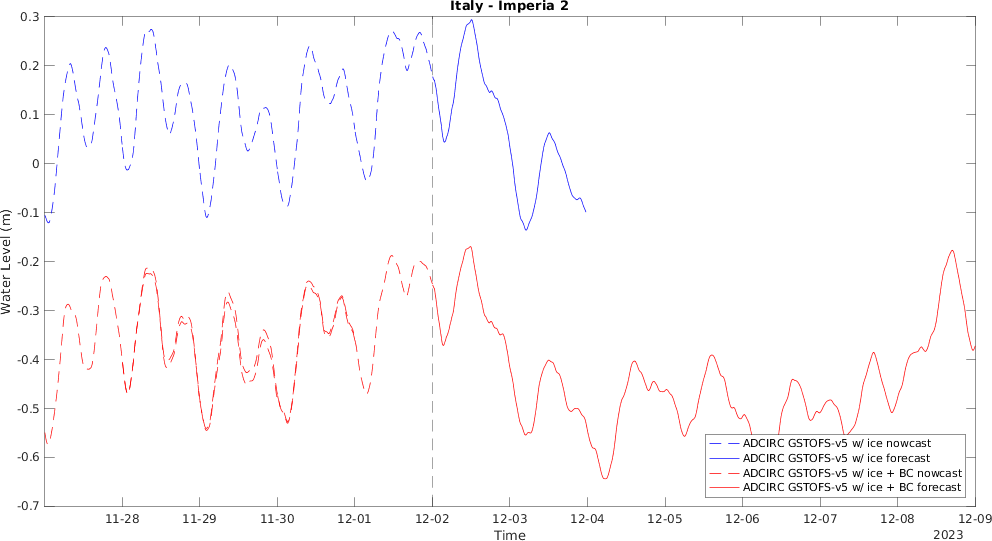 Italy - Imperia 2
0.3
0.2
0.1
0
-0.1
-0.2
-0.3
-0.4
-0.5
-0.6
-0.7
Water Level (m)
11-28 11-29 11-30 12-01 12-02 12-03 12-04 12-05 12-06 12-07 12-08 12-09
Time
2023
ADCIRC GSTOFS-v5 w/ ice nowcast
ADCIRC GSTOFS-v5 w/ ice forecast
ADCIRC GSTOFS-v5 w/ ice + BC nowcast
ADCIRC GSTOFS-v5 w/ ice + BC forecast